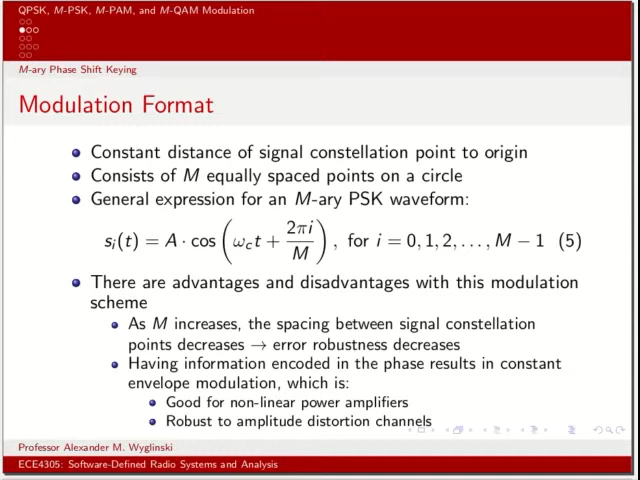 QPSK, M-PSK, M-PAM, and M-QAM Modulation
M-ary Phase Shift Keying
Modulation Format
Constant distance of signal constellation point to origin
Consists of M equally spaced points on a circle
General expression for an M-ary PSK waveform:
s_i(t) = A · cos(ω_c t + 2πi/M), for i = 0, 1, 2, . . . , M − 1 (5)
There are advantages and disadvantages with this modulation
scheme
As M increases, the spacing between signal constellation
points decreases → error robustness decreases
Having information encoded in the phase results in constant
envelope modulation, which is:
Good for non-linear power amplifiers
Robust to amplitude distortion channels
Professor Alexander M. Wyglinski
ECE4305: Software-Defined Radio Systems and Analysis